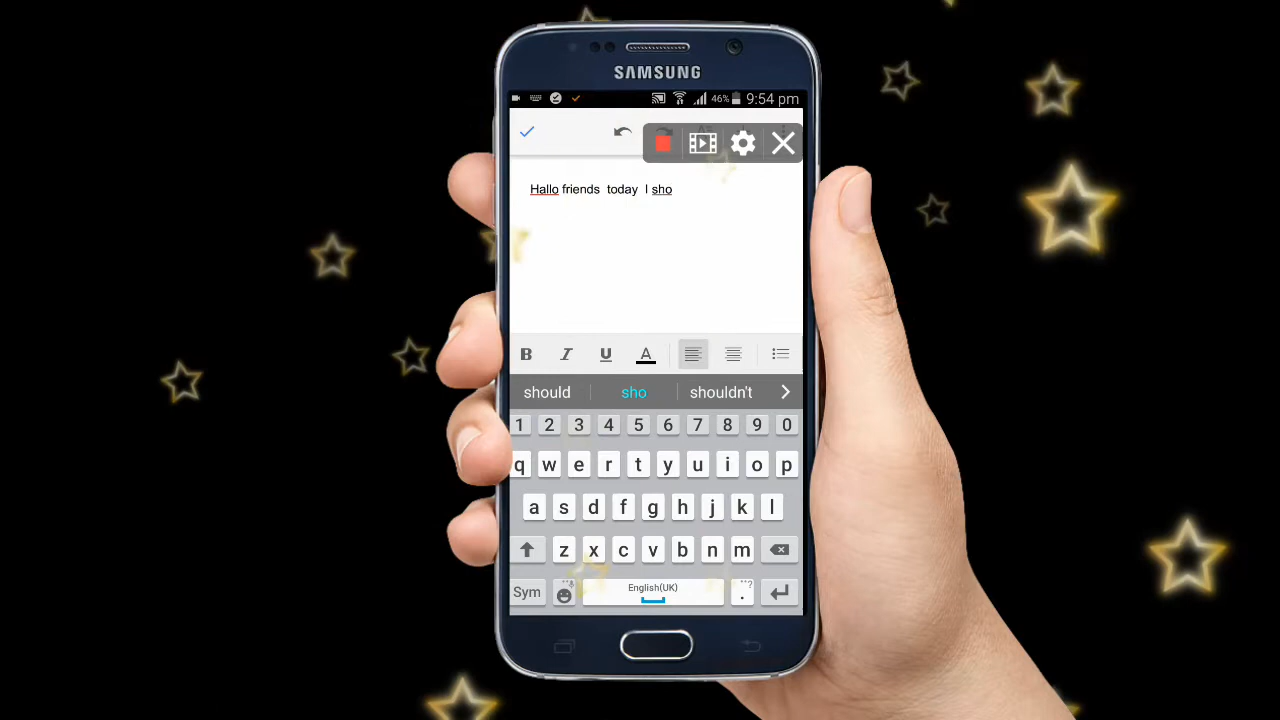 SAMSUNG
46% 9:54 pm
Hallo friends today I sho
B I U A
should sho shouldn't
1 2 3 4 5 6 7 8 9 0
q w e r t y u i o p
a s d f g h j k l
z x c v b n m
Sym English(UK) . ?